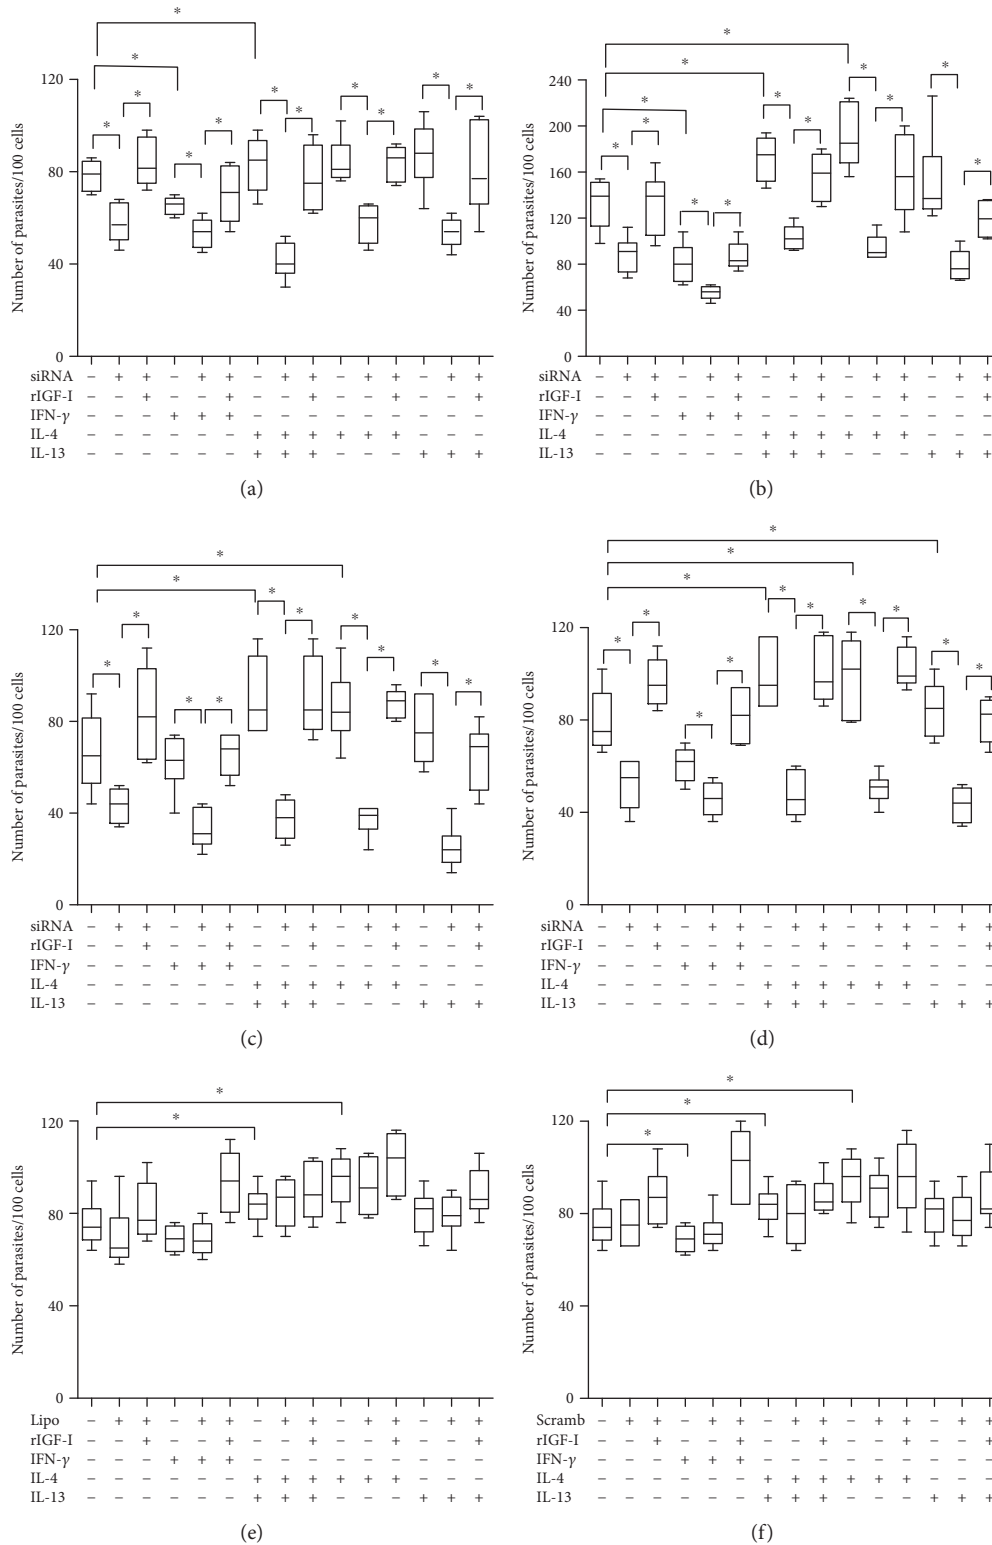 * * * * * * * * * * * *
Number of parasites/100 cells
120
80
40
0
siRNA − + + − + + − + + − + + − + +
rIGF-I − − + − − + − − + − − + − − +
IFN-γ − − − + + + − − − − − − − − −
IL-4 − − − − − − + + + + + + − − −
IL-13 − − − − − − + + + − − − + + +
(a)
* * * * * * * * * * * * *
Number of parasites/100 cells
240
200
160
120
80
40
0
siRNA − + + − + + − + + − + + − + +
rIGF-I − − + − − + − − + − − + − − +
IFN-γ − − − + + + − − − − − − − − −
IL-4 − − − − − − + + + + + + − − −
IL-13 − − − − − − + + + − − − + + +
(b)
* * * * * * * * * * * *
Number of parasites/100 cells
120
80
40
0
siRNA − + + − + + − + + − + + − + +
rIGF-I − − + − − + − − + − − + − − +
IFN-γ − − − + + + − − − − − − − − −
IL-4 − − − − − − + + + + + + − − −
IL-13 − − − − − − + + + − − − + + +
(c)
* * * * * * * * * * * * *
Number of parasites/100 cells
120
80
40
0
siRNA − + + − + + − + + − + + − + +
rIGF-I − − + − − + − − + − − + − − +
IFN-γ − − − + + + − − − − − − − − −
IL-4 − − − − − − + + + + + + − − −
IL-13 − − − − − − + + + − − − + + +
(d)
* *
Number of parasites/100 cells
120
80
40
0
Lipo − + + − + + − + + − + + − + +
rIGF-I − − + − − + − − + − − + − − +
IFN-γ − − − + + + − − − − − − − − −
IL-4 − − − − − − + + + + + + − − −
IL-13 − − − − − − + + + − − − + + +
(e)
* * *
Number of parasites/100 cells
120
80
40
0
Scramb − + + − + + − + + − + + − + +
rIGF-I − − + − − + − − + − − + − − +
IFN-γ − − − + + + − − − − − − − − −
IL-4 − − − − − − + + + + + + − − −
IL-13 − − − − − − + + + − − − + + +
(f)